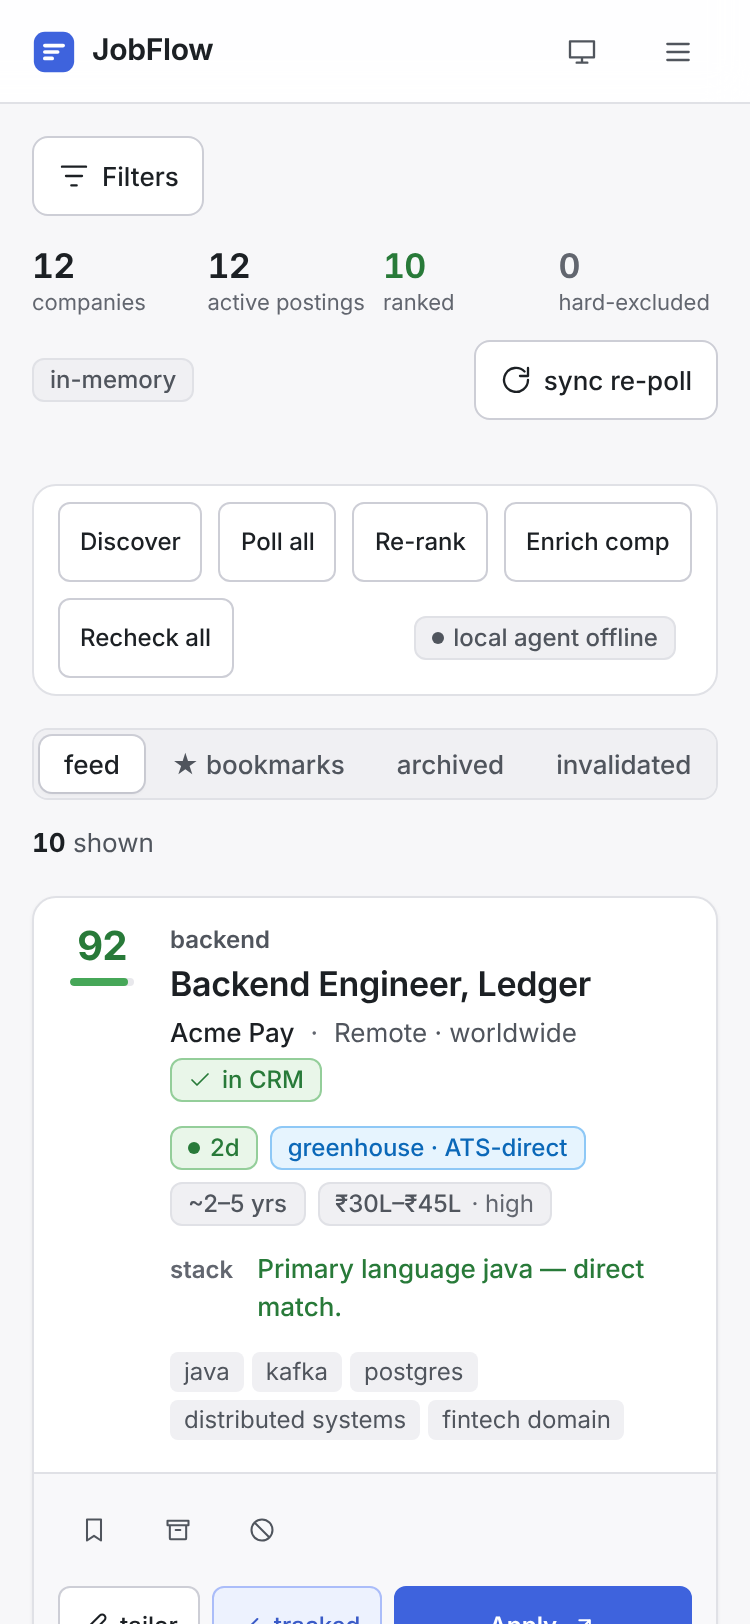 JobFlow
Filters
12 12 10 0
companies active postings ranked hard-excluded
in-memory sync re-poll
Discover Poll all Re-rank Enrich comp
Recheck all local agent offline
feed ★ bookmarks archived invalidated
10 shown
92 backend
Backend Engineer, Ledger
Acme Pay · Remote · worldwide
✓ in CRM
2d greenhouse · ATS-direct
~2–5 yrs ₹30L–₹45L · high
stack Primary language java — direct
match.
java kafka postgres
distributed systems fintech domain
tailor ✓ tracked Apply ↗